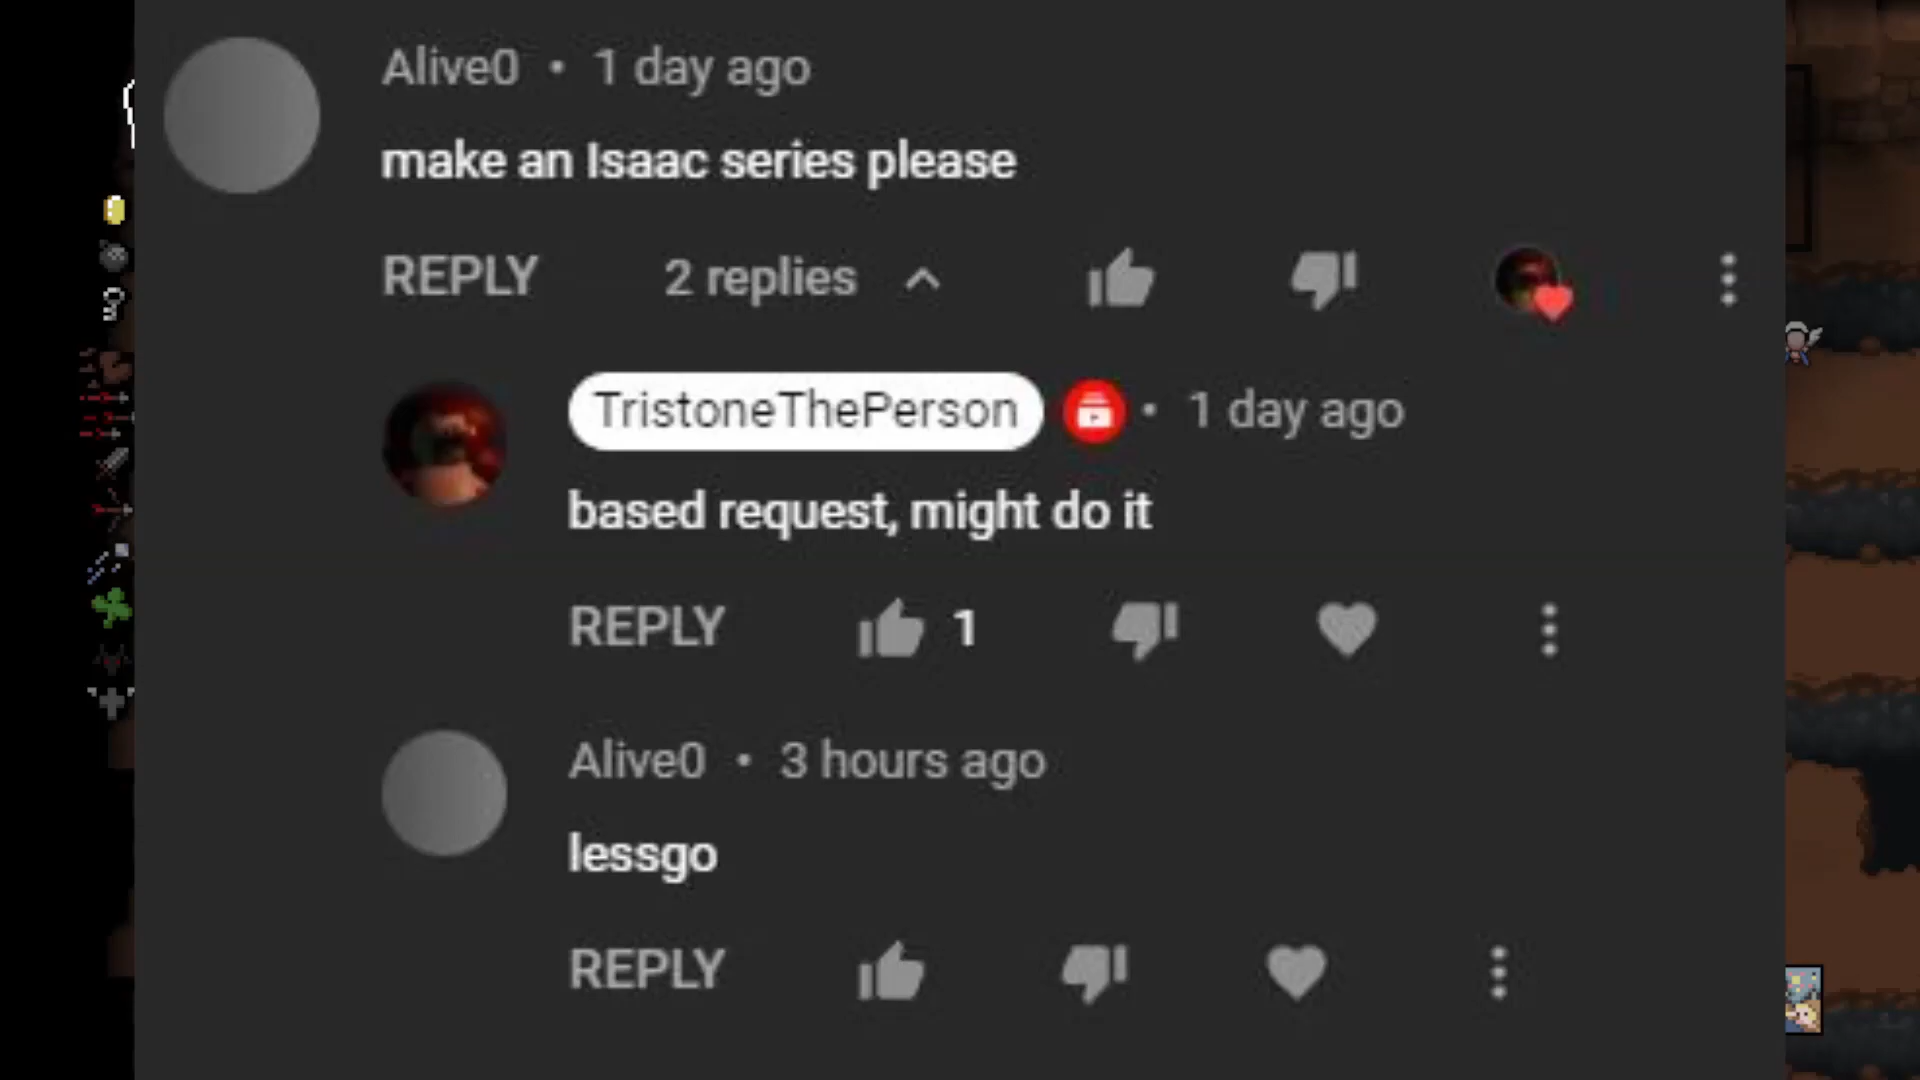 Alive0 • 1 day ago
make an Isaac series please
REPLY 2 replies
TristoneThePerson • 1 day ago
based request, might do it
REPLY 1
Alive0 • 3 hours ago
lessgo
REPLY